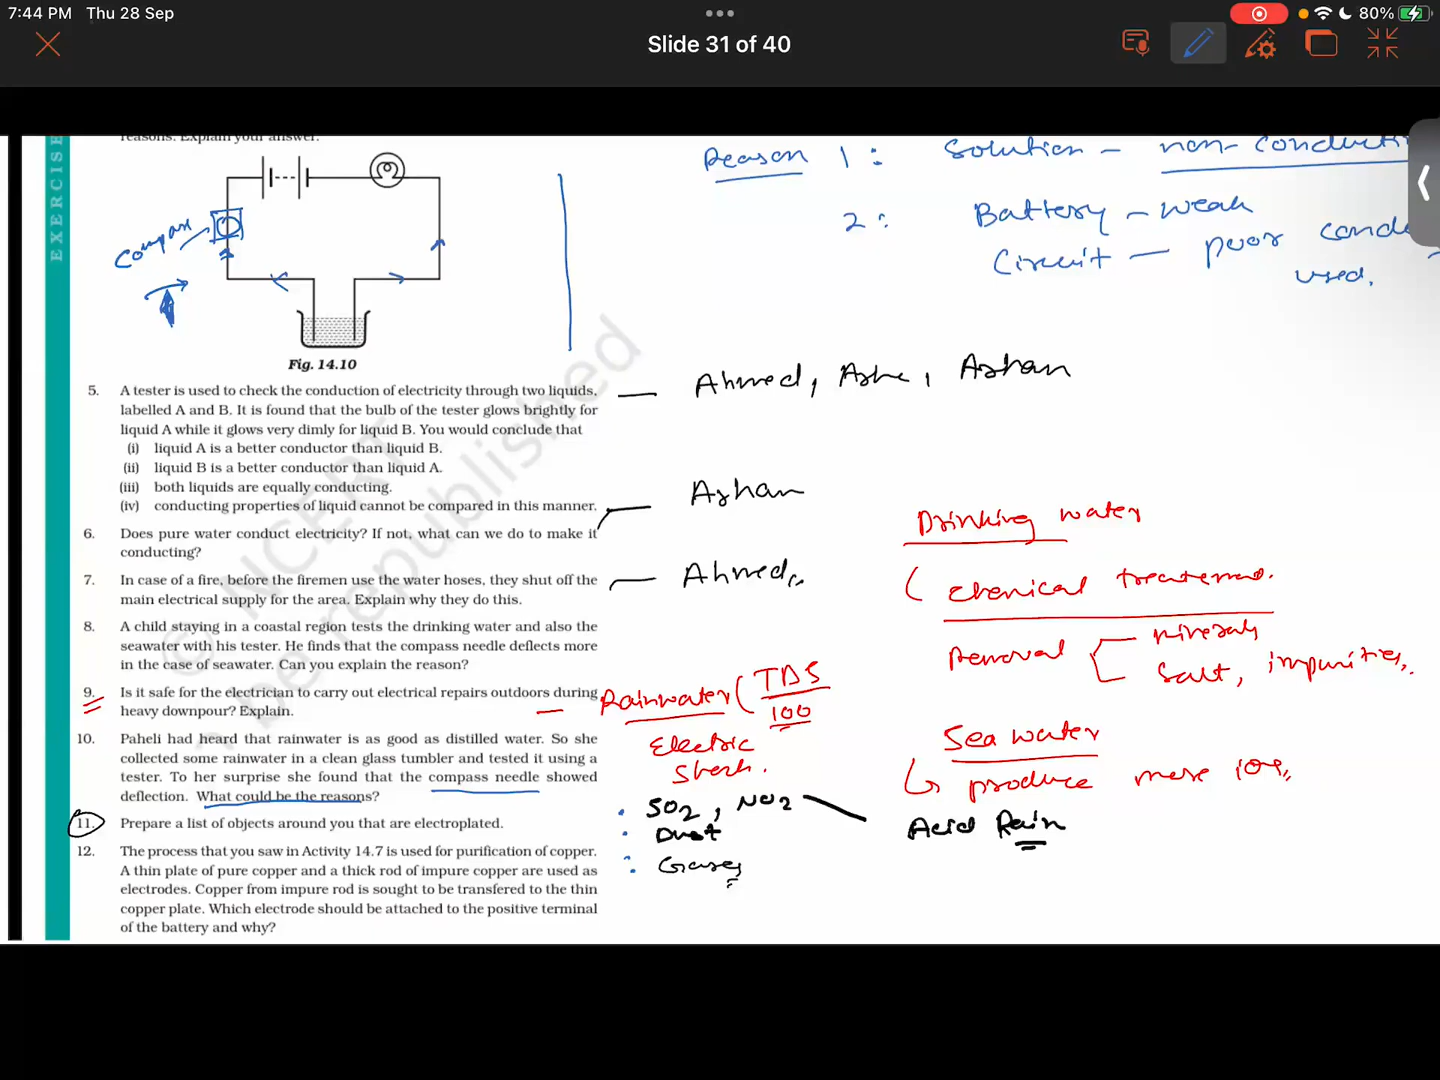 7:44 PM Thu 28 Sep
80%
Slide 31 of 40
EXERCISE
reasons. Explain your answer.
Compass
Fig. 14.10
Reason 1: Solution - non-conducti
2: Battery - weak
Circuit - poor condu
used.
5. A tester is used to check the conduction of electricity through two liquids,
labelled A and B. It is found that the bulb of the tester glows brightly for
liquid A while it glows very dimly for liquid B. You would conclude that
(i) liquid A is a better conductor than liquid B.
(ii) liquid B is a better conductor than liquid A.
(iii) both liquids are equally conducting.
(iv) conducting properties of liquid cannot be compared in this manner.
6. Does pure water conduct electricity? If not, what can we do to make it
conducting?
7. In case of a fire, before the firemen use the water hoses, they shut off the
main electrical supply for the area. Explain why they do this.
8. A child staying in a coastal region tests the drinking water and also the
seawater with his tester. He finds that the compass needle deflects more
in the case of seawater. Can you explain the reason?
9. Is it safe for the electrician to carry out electrical repairs outdoors during
heavy downpour? Explain.
10. Paheli had heard that rainwater is as good as distilled water. So she
collected some rainwater in a clean glass tumbler and tested it using a
tester. To her surprise she found that the compass needle showed
deflection. What could be the reasons?
11. Prepare a list of objects around you that are electroplated.
12. The process that you saw in Activity 14.7 is used for purification of copper.
A thin plate of pure copper and a thick rod of impure copper are used as
electrodes. Copper from impure rod is sought to be transferred to the thin
copper plate. Which electrode should be attached to the positive terminal
of the battery and why?
© NCERT
be republished
Ahmed, , Ashan
Ashan
Ahmed
Drinking water
( chemical
Removal minerals
salt, impurities.
Rainwater ( TDS
100
Electric
Shock.
Sea water
produce more ions
SO2, NO2
Acid Rain
Dust
Gases